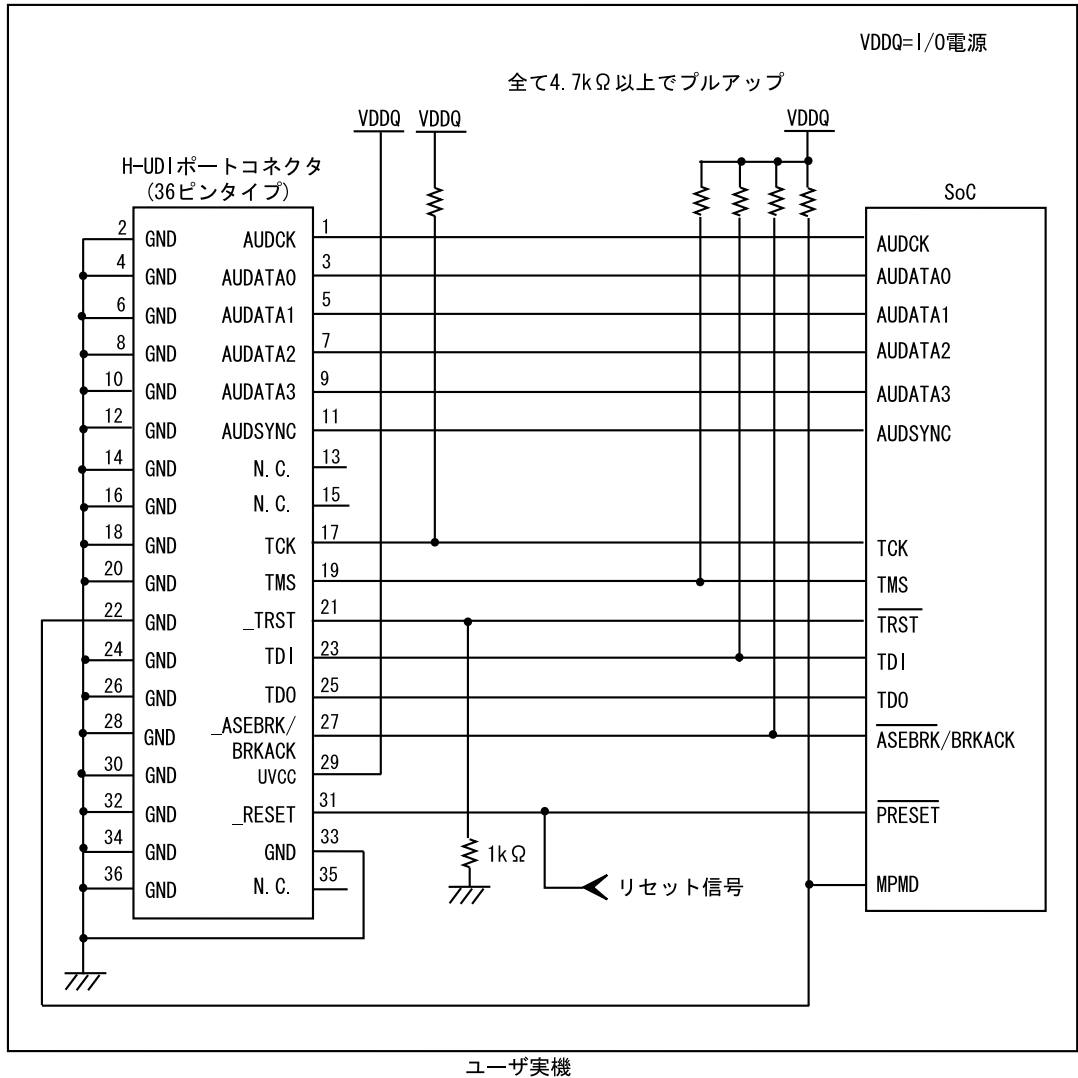 VDDQ=I/O電源
全て4.7kΩ以上でプルアップ
VDDQ
VDDQ
VDDQ
H-UDIポートコネクタ
(36ピンタイプ)
SoC
2 GND AUDCK 1 AUDCK
4 GND AUDATA0 3 AUDATA0
6 GND AUDATA1 5 AUDATA1
8 GND AUDATA2 7 AUDATA2
10 GND AUDATA3 9 AUDATA3
12 GND AUDSYNC 11 AUDSYNC
14 GND N.C. 13
16 GND N.C. 15
18 GND TCK 17 TCK
20 GND TMS 19 TMS
22 GND _TRST 21 TRST
24 GND TDI 23 TDI
26 GND TDO 25 TDO
28 GND _ASEBRK/ 27 ASEBRK/BRKACK
BRKACK
30 GND UVCC 29
32 GND _RESET 31 PRESET
34 GND GND 33
1kΩ
36 GND N.C. 35
リセット信号
MPMD
ユーザ実機